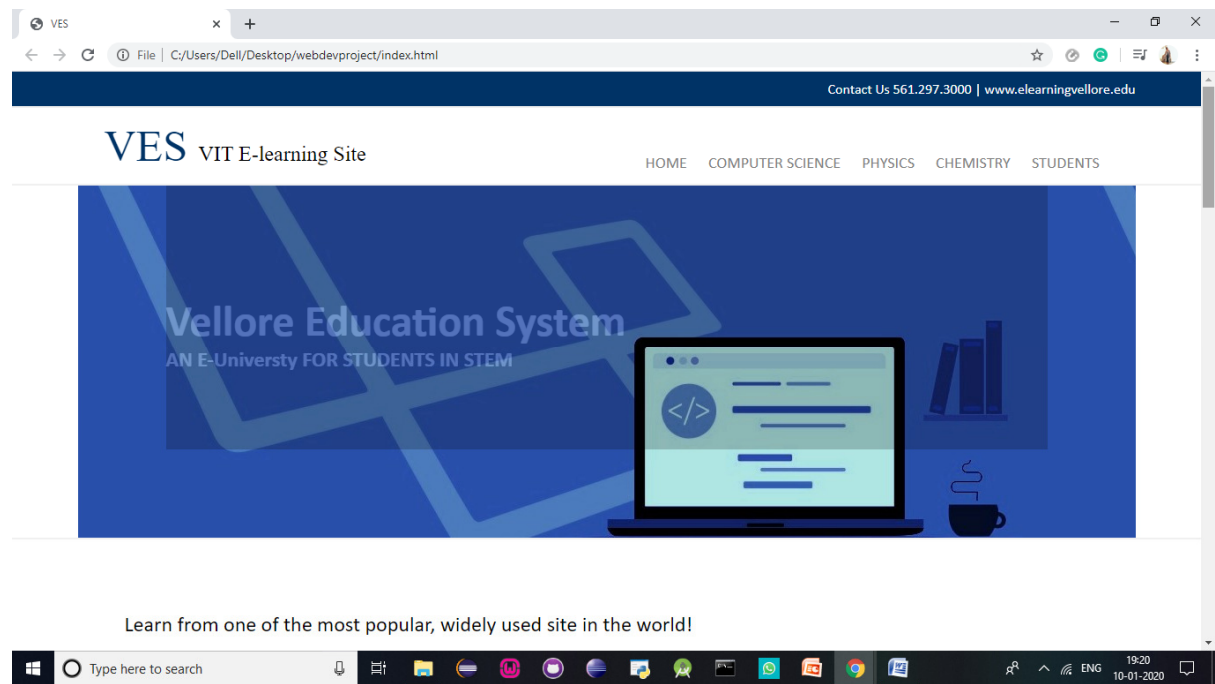 VES
File | C:/Users/Dell/Desktop/webdevproject/index.html
Contact Us 561.297.3000 | www.elearningvellore.edu
VES VIT E-learning Site
HOME COMPUTER SCIENCE PHYSICS CHEMISTRY STUDENTS
Vellore Education System
AN E-Universty FOR STUDENTS IN STEM
</>
Learn from one of the most popular, widely used site in the world!
Type here to search
ENG
19:20
10-01-2020